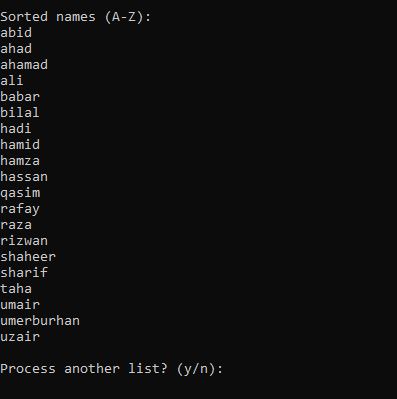 Sorted names (A-Z):
abid
ahad
ahamad
ali
babar
bilal
hadi
hamid
hamza
hassan
qasim
rafay
raza
rizwan
shaheer
sharif
taha
umair
umerburhan
uzair
Process another list? (y/n):